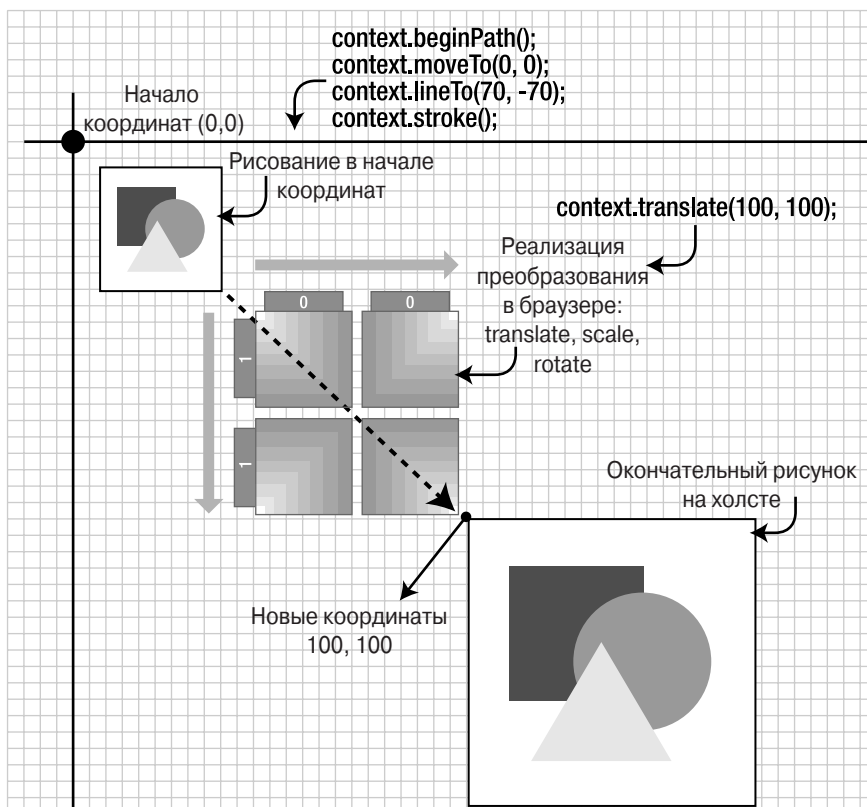 context.beginPath();
context.moveTo(0, 0);
context.lineTo(70, -70);
context.stroke();
Начало
координат (0,0)
Рисование в начале
координат
context.translate(100, 100);
Реализация
преобразования
в браузере:
translate, scale,
rotate
0
0
1
1
Окончательный рисунок
на холсте
Новые координаты
100, 100